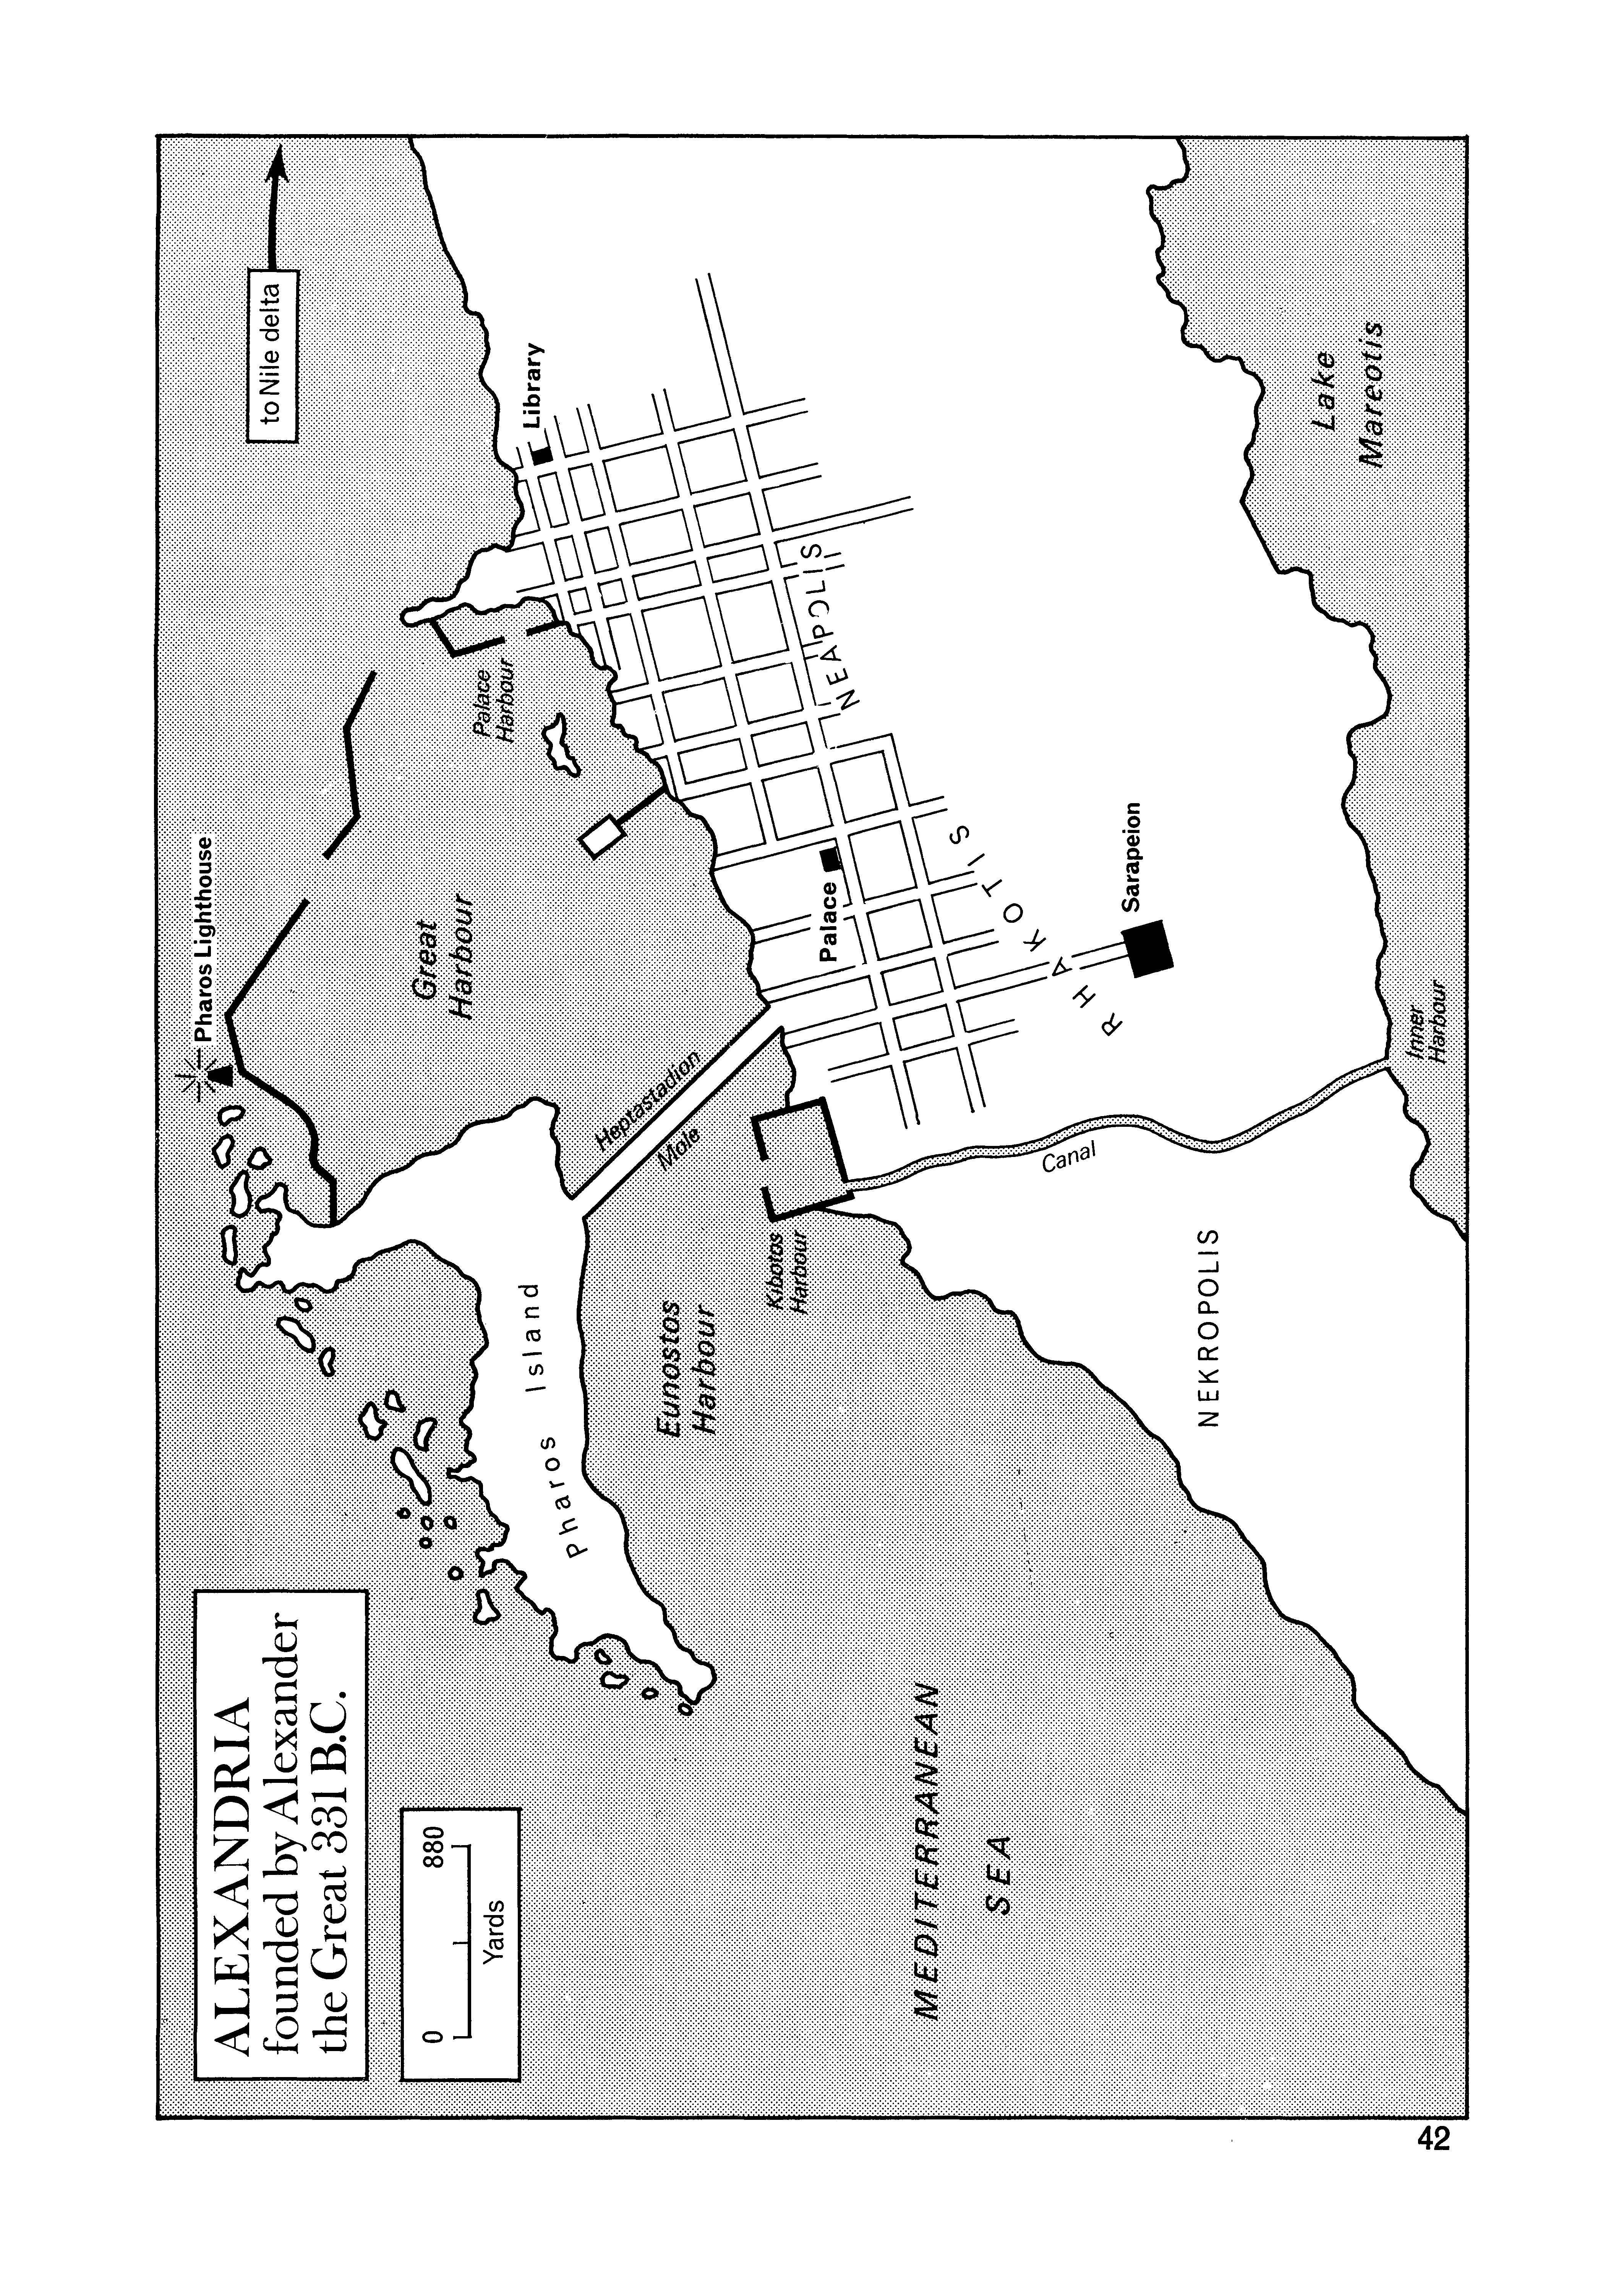 ALEXANDRIA
founded by Alexander
the Great 331 B.C.
0 880
Yards
Pharos Lighthouse
to Nile delta
Great
Harbour
Palace
Harbour
Library
Pharos Island
Heptastadion
Mole
Eunostos
Harbour
Kibotos
Harbour
Palace
NEAPOLIS
RHAKOTIS
Sarapeion
Canal
NEKROPOLIS
Inner
Harbour
Lake
Mareotis
MEDITERRANEAN
SEA
42